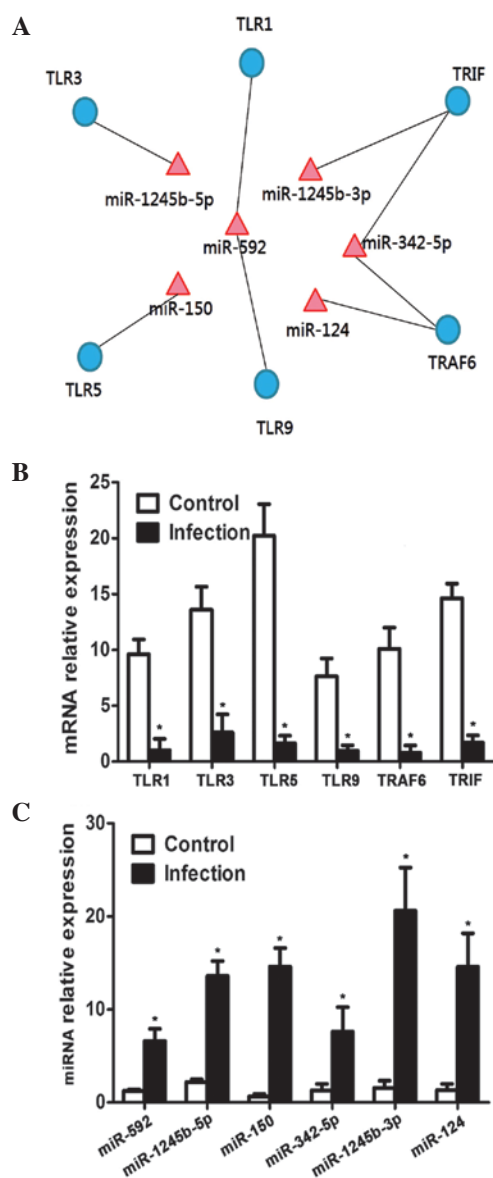 A
TLR1
TLR3
TRIF
miR-1245b-5p
miR-1245b-3p
miR-592
miR-342-5p
miR-150
miR-124
TLR5
TLR9
TRAF6
B
mRNA relative expression
25
20
15
10
5
0
Control
Infection
* * * * * *
TLR1 TLR3 TLR5 TLR9 TRAF6 TRIF
C
miRNA relative expression
30
20
10
0
Control
Infection
* * * * * *
miR-592 miR-1245b-5p miR-150 miR-342-5p miR-1245b-3p miR-124